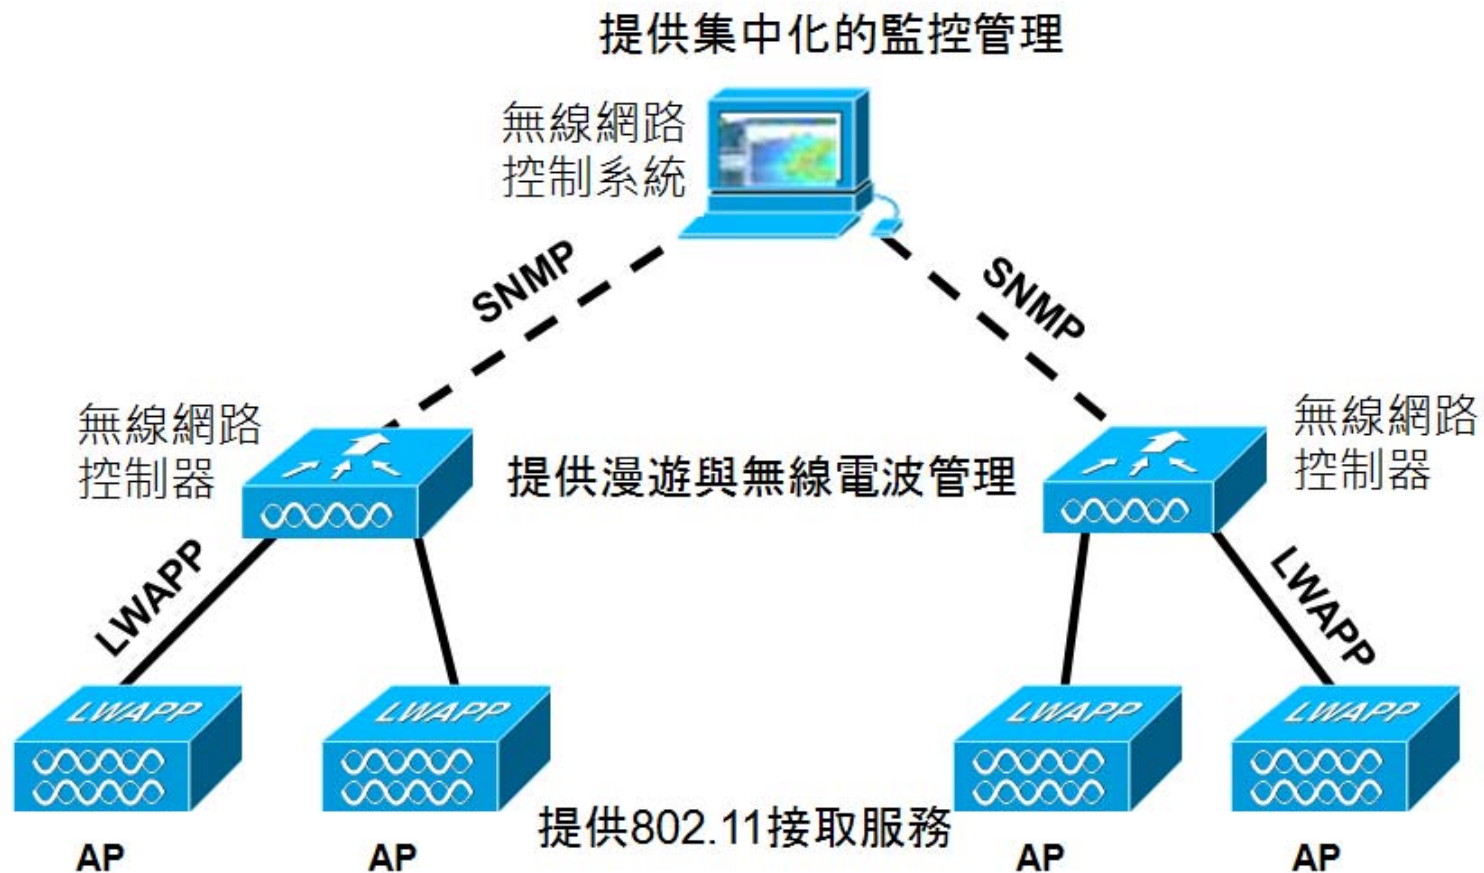 提供集中化的監控管理
無線網路
控制系統
SNMP
SNMP
無線網路
控制器
提供漫遊與無線電波管理
無線網路
控制器
LWAPP
LWAPP
LWAPP
LWAPP
LWAPP
LWAPP
提供802.11接取服務
AP
AP
AP
AP